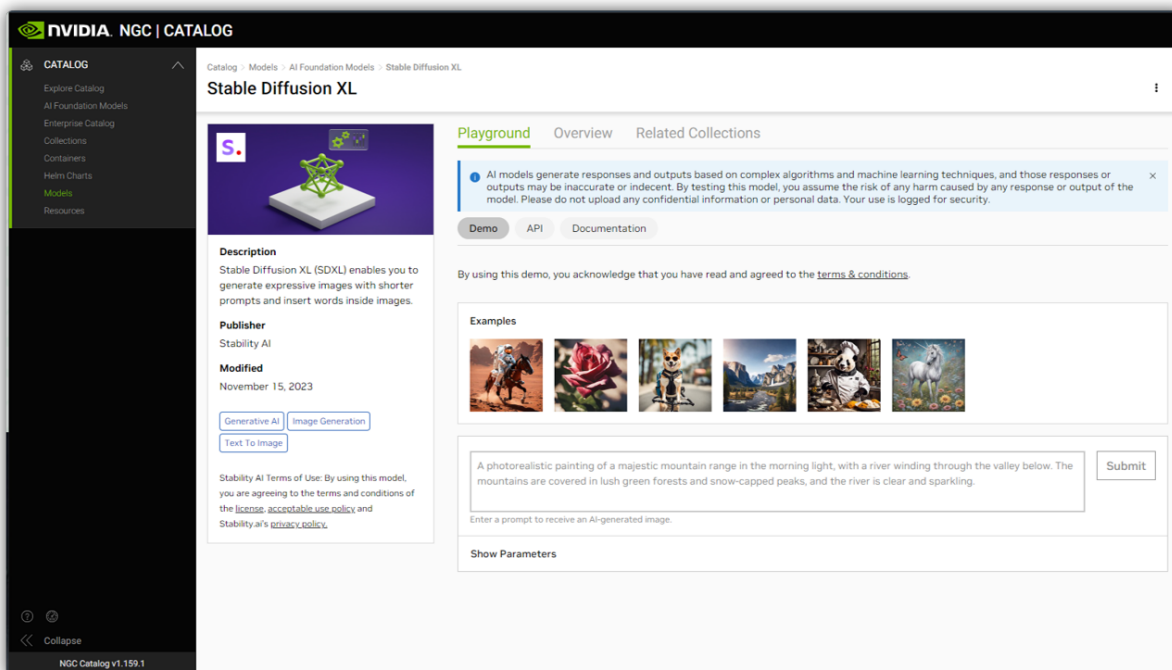 NVIDIA. NGC | CATALOG
CATALOG
Explore Catalog
AI Foundation Models
Enterprise Catalog
Collections
Containers
Helm Charts
Models
Resources
Collapse
NGC Catalog v1.159.1
Catalog > Models > AI Foundation Models > Stable Diffusion XL
Stable Diffusion XL
S.
Description
Stable Diffusion XL (SDXL) enables you to
generate expressive images with shorter
prompts and insert words inside images.
Publisher
Stability AI
Modified
November 15, 2023
Generative AI
Image Generation
Text To Image
Stability AI Terms of Use: By using this model,
you are agreeing to the terms and conditions of
the license, acceptable use policy and
Stability.ai's privacy policy.
Playground
Overview
Related Collections
AI models generate responses and outputs based on complex algorithms and machine learning techniques, and those responses or
outputs may be inaccurate or indecent. By testing this model, you assume the risk of any harm caused by any response or output of the
model. Please do not upload any confidential information or personal data. Your use is logged for security.
Demo
API
Documentation
By using this demo, you acknowledge that you have read and agreed to the terms & conditions.
Examples
A photorealistic painting of a majestic mountain range in the morning light, with a river winding through the valley below. The
mountains are covered in lush green forests and snow-capped peaks, and the river is clear and sparkling.
Submit
Enter a prompt to receive an AI-generated image.
Show Parameters